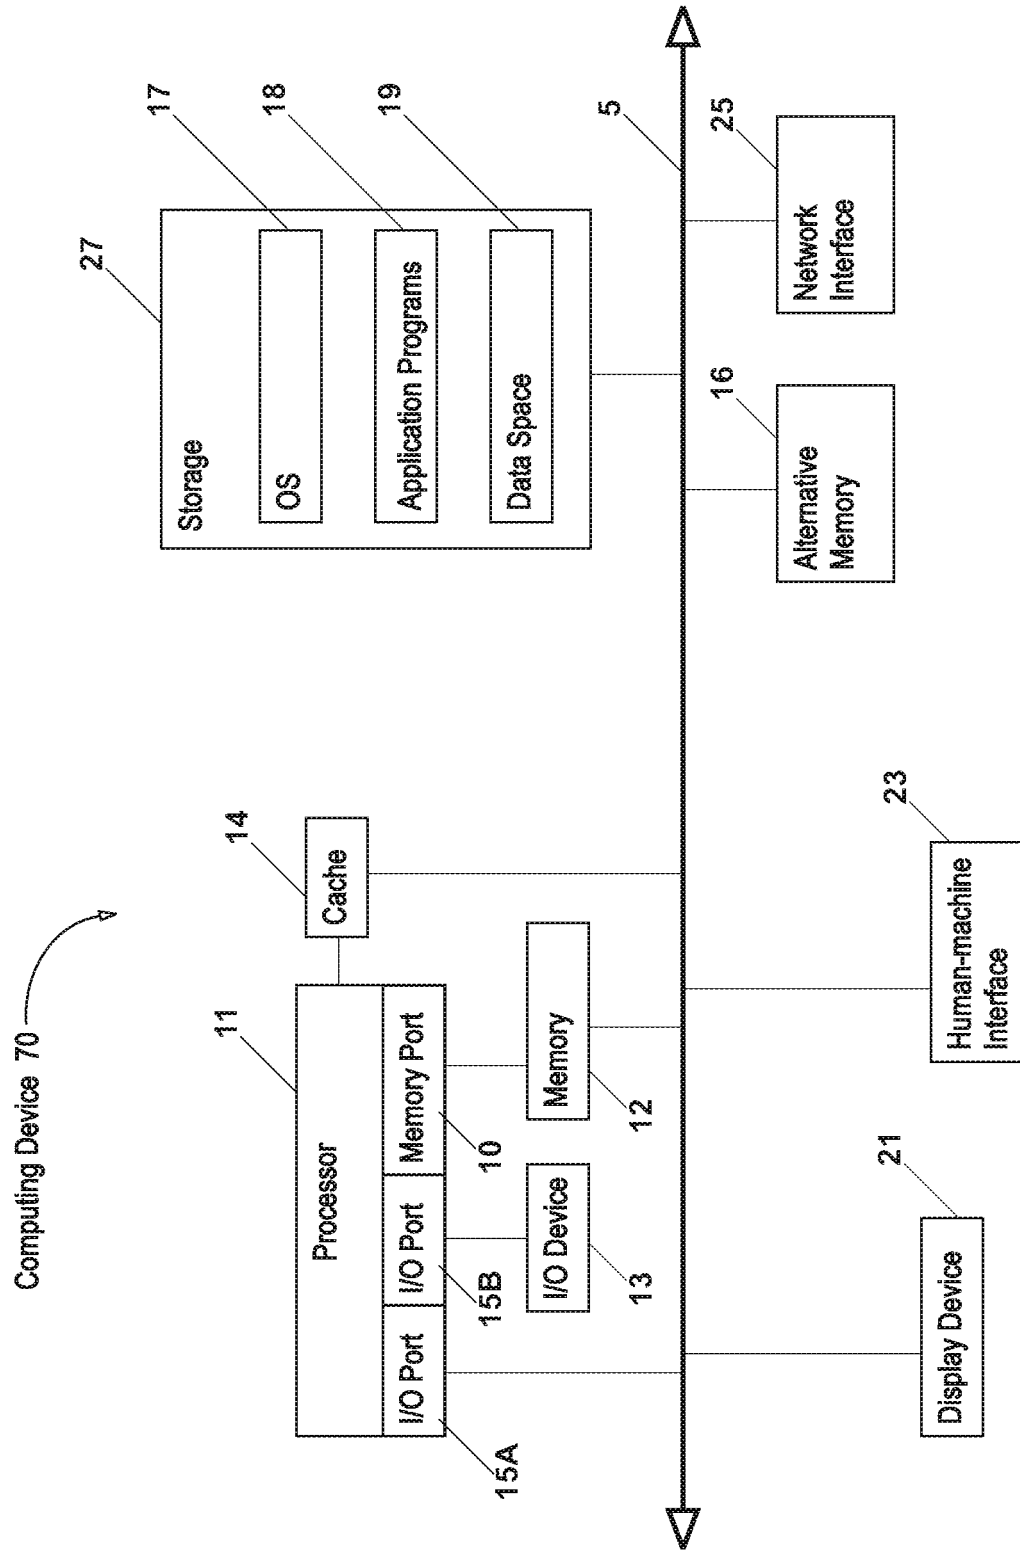 Computing Device 70
11
14
Processor
Cache
I/O Port
I/O Port
Memory Port
15A
15B
10
I/O Device
Memory
13
12
27
17
18
19
Storage
OS
Application Programs
Data Space
5
21
Display Device
23
Human-machine
Interface
16
Alternative
Memory
25
Network
Interface